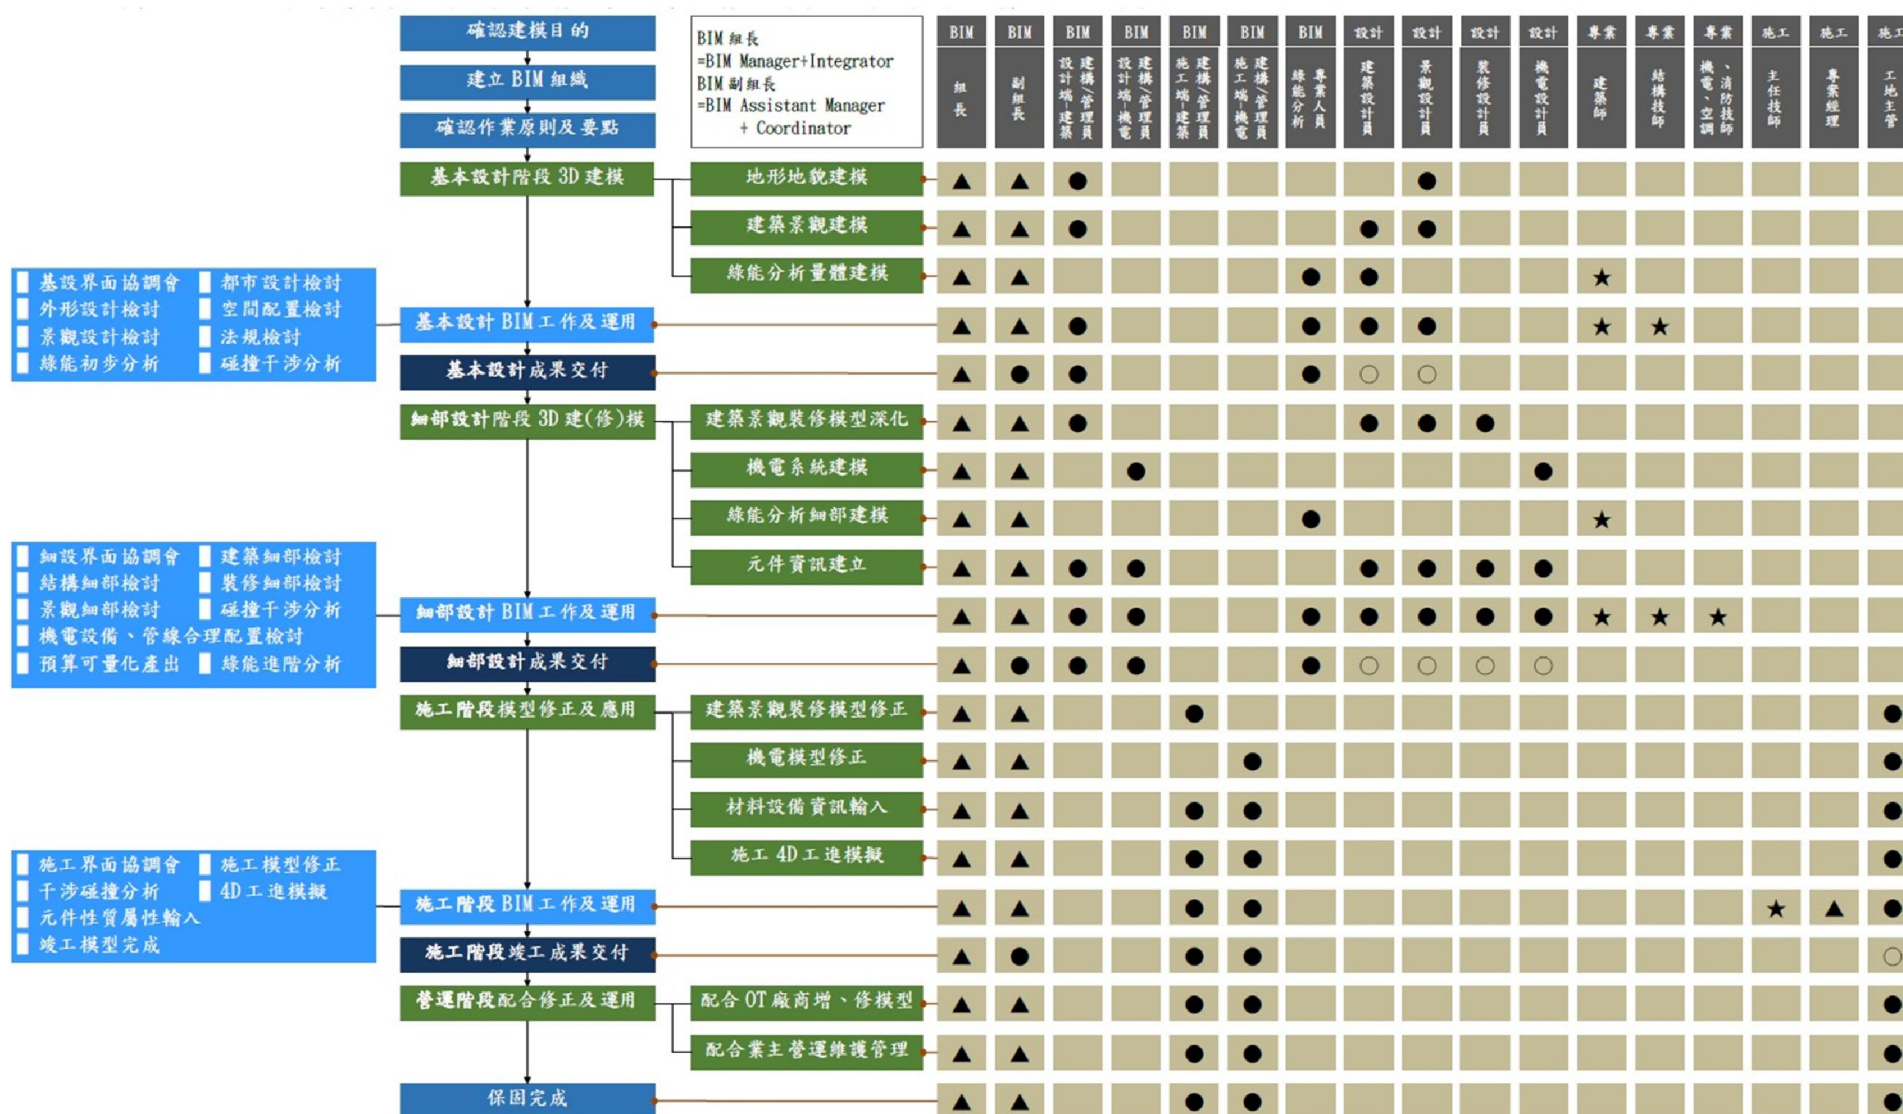 確認建模目的
建立 BIM 組織
確認作業原則及要點
BIM 組長
=BIM Manager+Integrator
BIM 副組長
=BIM Assistant Manager
+ Coordinator
BIM BIM BIM BIM BIM BIM BIM 設計 設計 設計 設計 專業 專業 專業 施工 施工 施工
組長
副組長
建構/管理員
設計端-建築
建構/管理員
設計端-機電
建構/管理員
施工端-建築
建構/管理員
施工端-機電
專業人員
綠能分析
建築設計員
景觀設計員
裝修設計員
機電設計員
建築師
結構技師
、消防技師
機電、空調
主任技師
專案經理
工地主管
基本設計階段 3D 建模
地形地貌建模
▲ ▲ ● ●
建築景觀建模
▲ ▲ ● ● ●
綠能分析量體建模
▲ ▲ ● ● ★
基設界面協調會 都市設計檢討
外形設計檢討 空間配置檢討
景觀設計檢討 法規檢討
綠能初步分析 碰撞干涉分析
基本設計 BIM 工作及運用
▲ ▲ ● ● ● ● ★ ★
基本設計成果交付
▲ ● ● ● ○ ○
細部設計階段 3D 建(修)模
建築景觀裝修模型深化
▲ ▲ ● ● ● ●
機電系統建模
▲ ▲ ● ●
綠能分析細部建模
▲ ▲ ● ★
元件資訊建立
▲ ▲ ● ● ● ● ● ●
細設界面協調會 建築細部檢討
結構細部檢討 裝修細部檢討
景觀細部檢討 碰撞干涉分析
機電設備、管線合理配置檢討
預算可量化產出 綠能進階分析
細部設計 BIM 工作及運用
▲ ▲ ● ● ● ● ● ● ● ★ ★ ★
細部設計成果交付
▲ ● ● ● ● ○ ○ ○ ○
施工階段模型修正及應用
建築景觀裝修模型修正
▲ ▲ ● ●
機電模型修正
▲ ▲ ● ●
材料設備資訊輸入
▲ ▲ ● ● ●
施工 4D 工進模擬
▲ ▲ ● ● ●
施工界面協調會 施工模型修正
干涉碰撞分析 4D 工進模擬
元件性質屬性輸入
竣工模型完成
施工階段 BIM 工作及運用
▲ ▲ ● ● ★ ▲ ●
施工階段竣工成果交付
▲ ● ● ● ○
營運階段配合修正及運用
配合 OT 廠商增、修模型
▲ ▲ ● ● ●
配合業主營運維護管理
▲ ▲ ● ● ●
保固完成
▲ ▲ ● ● ●